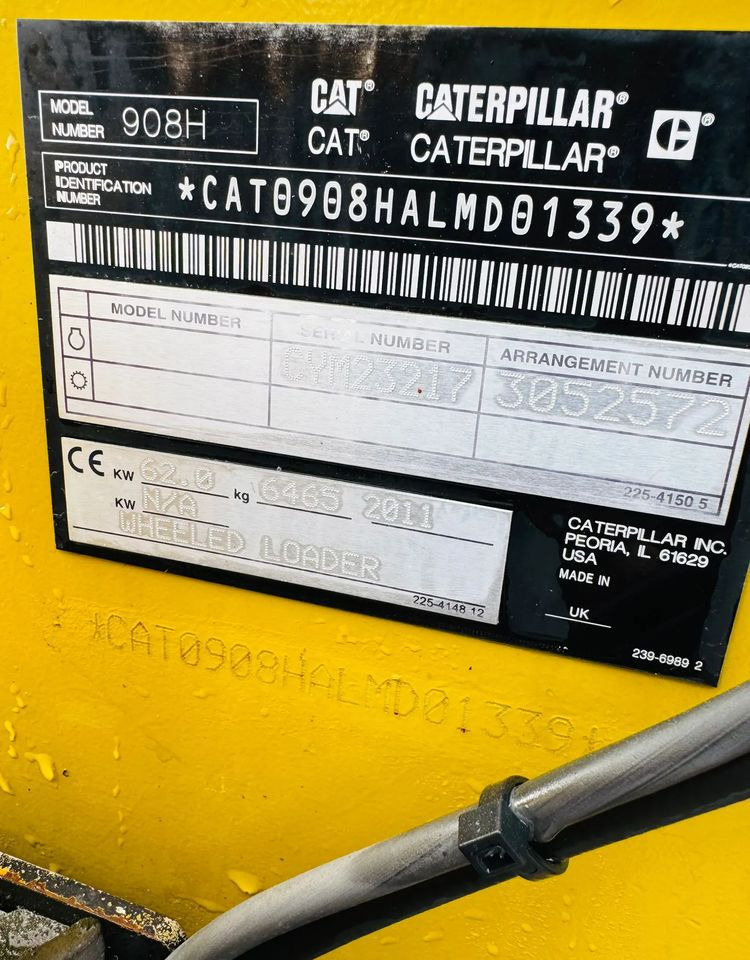 MODEL NUMBER 908H
CAT® CATERPILLAR®
CAT® CATERPILLAR®
PRODUCT IDENTIFICATION NUMBER *CAT0908HALMD01339*
MODEL NUMBER SERIAL NUMBER ARRANGEMENT NUMBER
CYM23217 3052572
225-4150 5
CE KW 62.0 kg 6465 2011
KW N/A
WHEELED LOADER
225-4148 12
CATERPILLAR INC.
PEORIA, IL 61629
USA
MADE IN
UK
239-6989 2
*CAT0908HALMD01339*